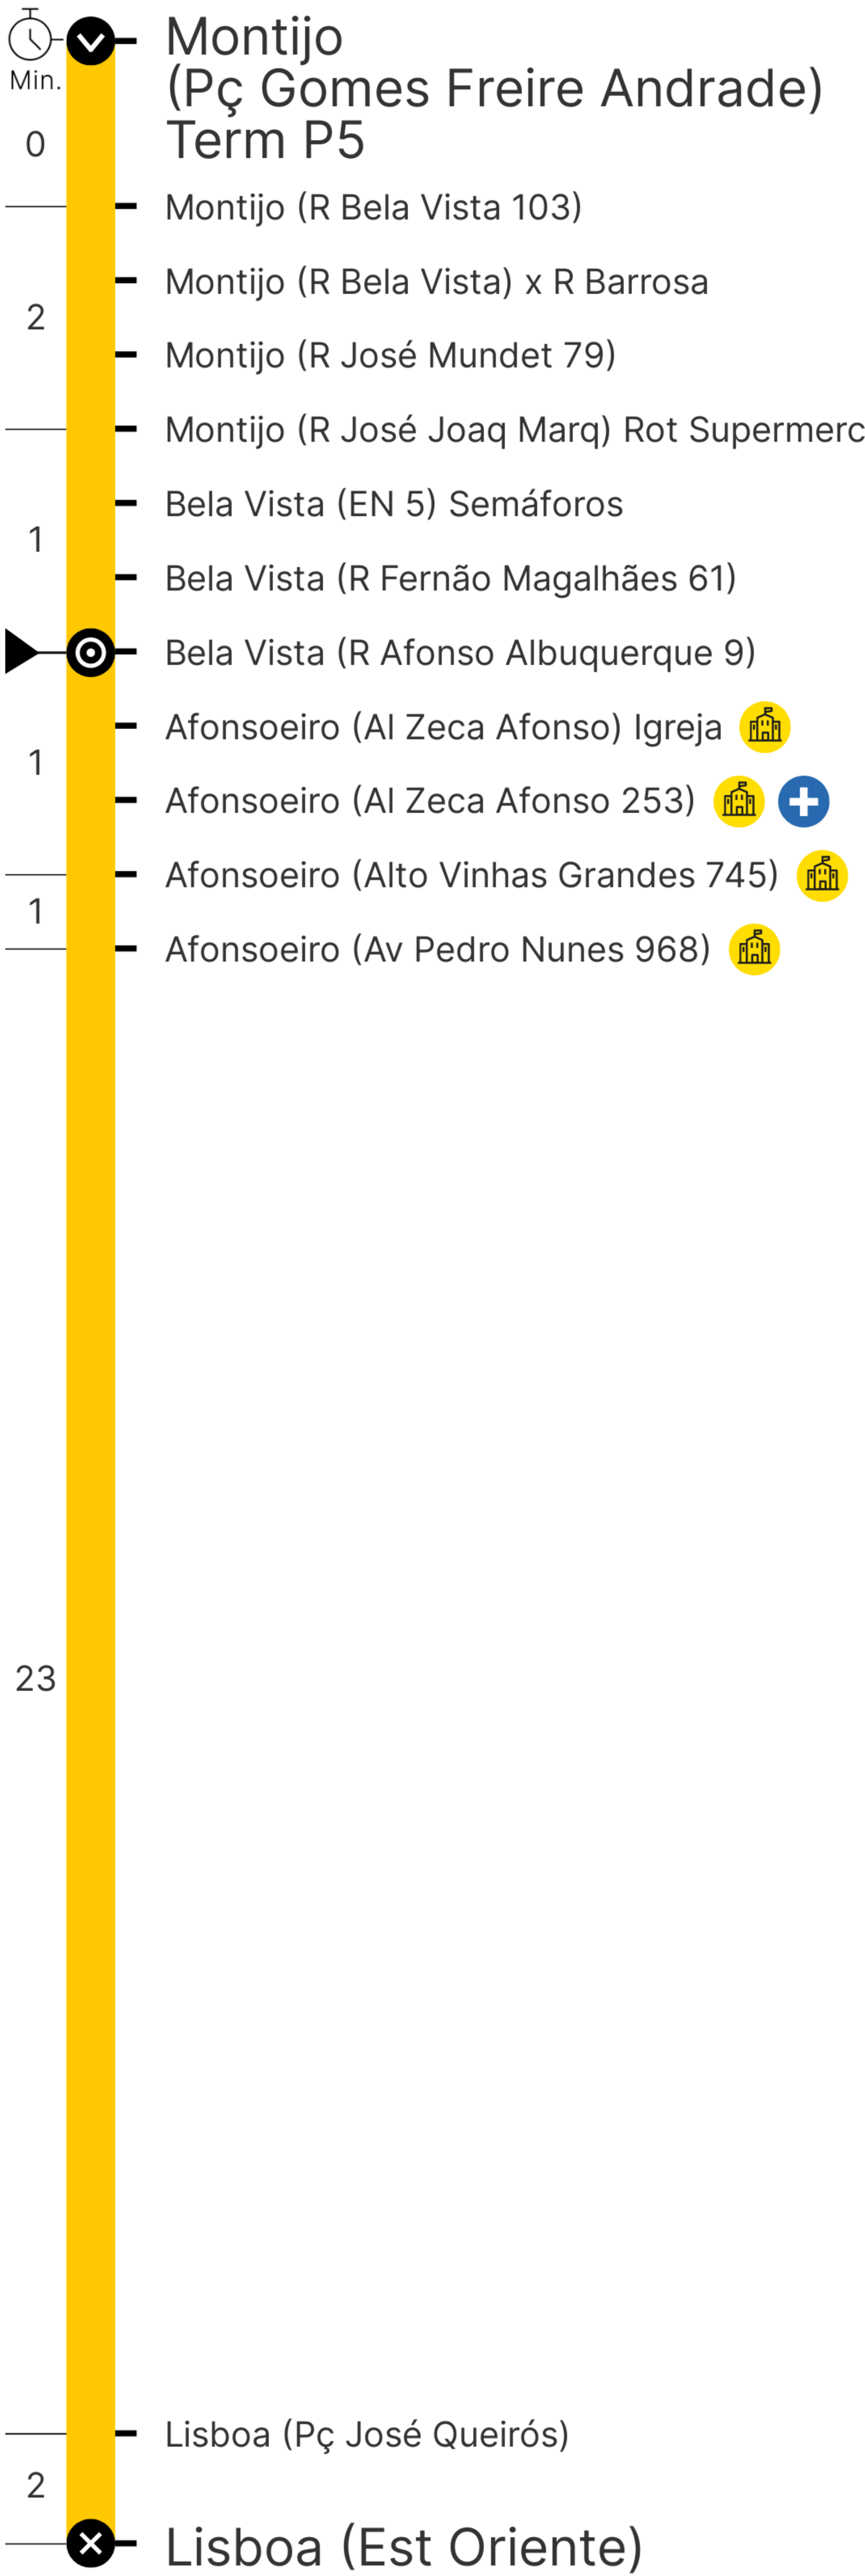 Montijo
(Pç Gomes Freire Andrade)
Term P5
Min.
0
Montijo (R Bela Vista 103)
Montijo (R Bela Vista) x R Barrosa
2
Montijo (R José Mundet 79)
Montijo (R José Joaq Marq) Rot Supermerc
Bela Vista (EN 5) Semáforos
1
Bela Vista (R Fernão Magalhães 61)
Bela Vista (R Afonso Albuquerque 9)
Afonsoeiro (Al Zeca Afonso) Igreja
1
Afonsoeiro (Al Zeca Afonso 253)
Afonsoeiro (Alto Vinhas Grandes 745)
1
Afonsoeiro (Av Pedro Nunes 968)
23
Lisboa (Pç José Queirós)
2
Lisboa (Est Oriente)